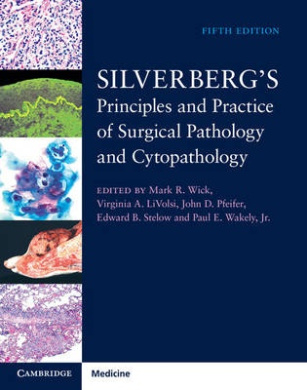 FIFTH EDITION
SILVERBERG'S
Principles and Practice
of Surgical Pathology
and Cytopathology
EDITED BY Mark R. Wick,
Virginia A. LiVolsi, John D. Pfeifer,
Edward B. Stelow and Paul E. Wakely, Jr.
CAMBRIDGE
Medicine